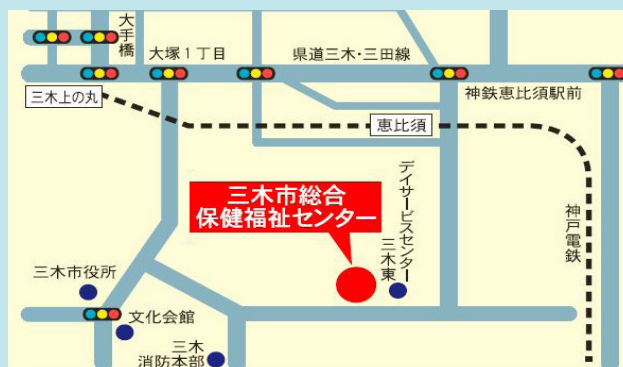 大手橋
大塚1丁目
県道三木・三田線
神鉄恵比須駅前
三木上の丸
恵比須
三木市総合
保健福祉センター
デイサービスセンター
三木東
神戸電鉄
三木市役所
文化会館
三木
消防本部